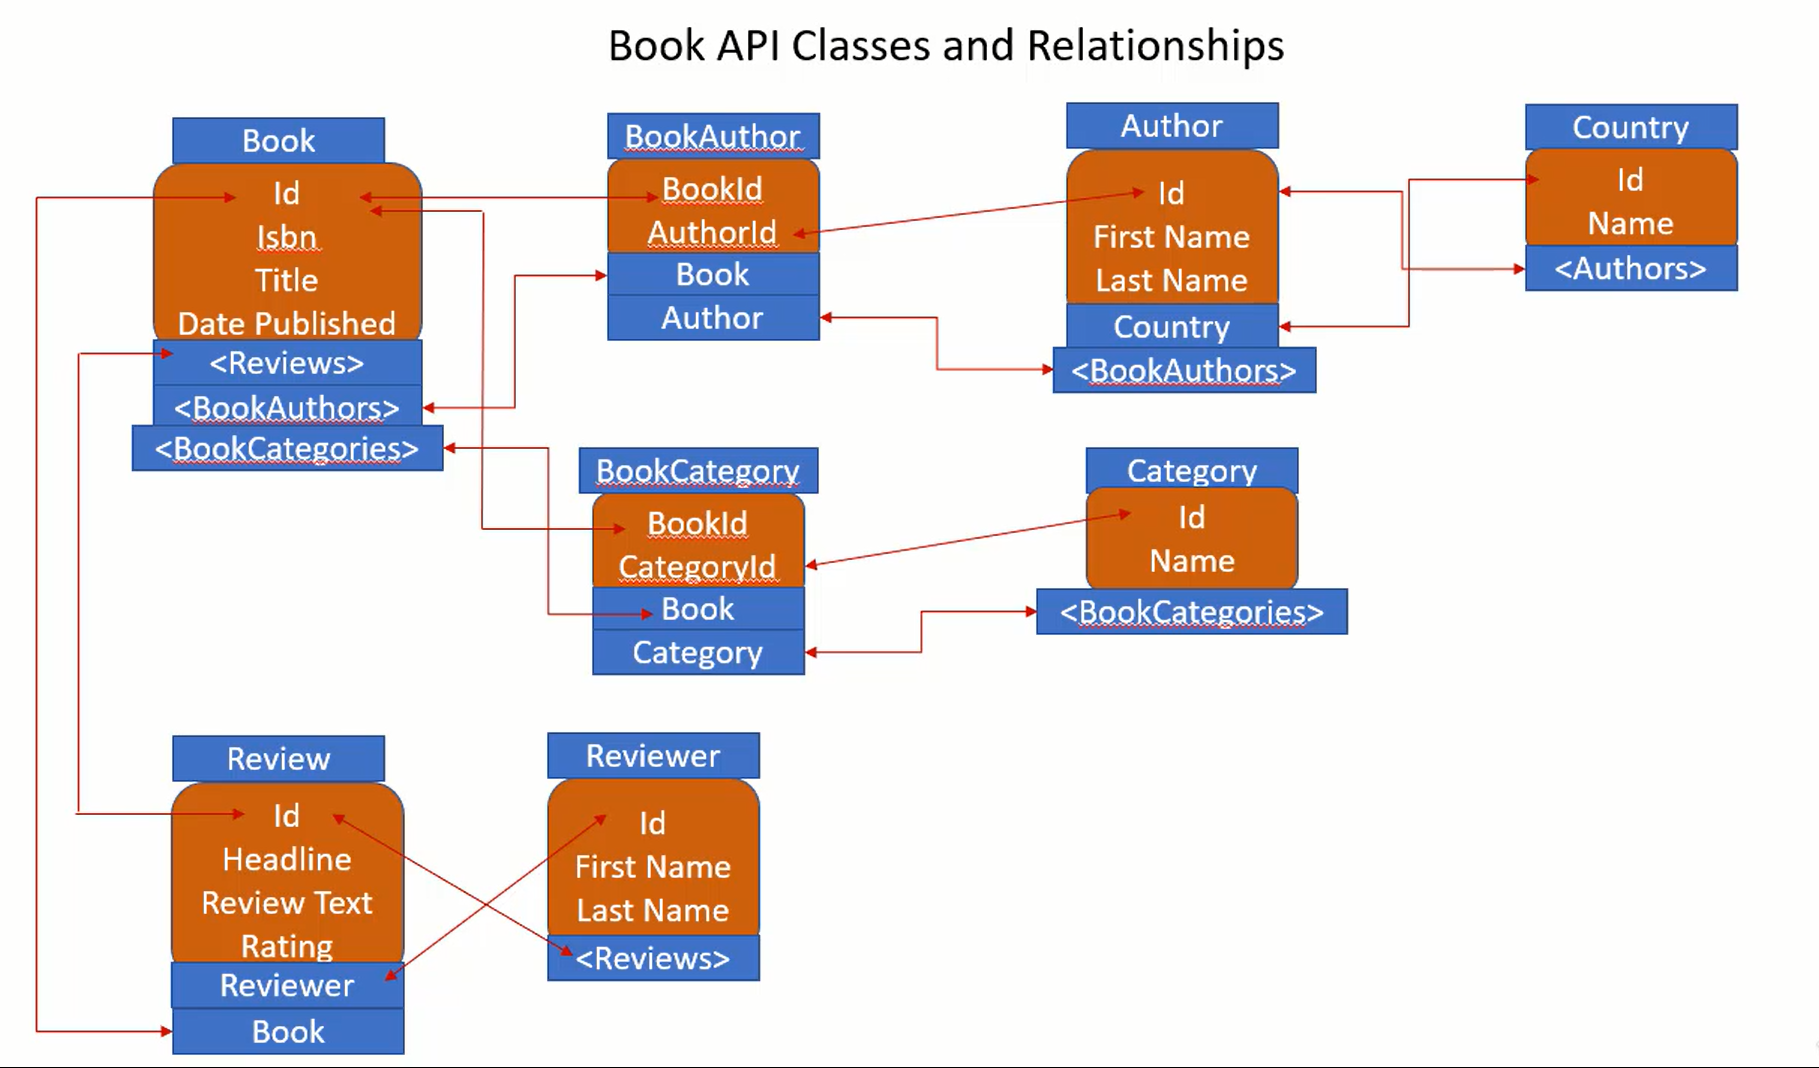 Book API Classes and Relationships
Book
Id
Isbn
Title
Date Published
<Reviews>
<BookAuthors>
<BookCategories>
BookAuthor
BookId
AuthorId
Book
Author
Author
Id
First Name
Last Name
Country
<BookAuthors>
Country
Id
Name
<Authors>
BookCategory
BookId
CategoryId
Book
Category
Category
Id
Name
<BookCategories>
Review
Id
Headline
Review Text
Rating
Reviewer
Book
Reviewer
Id
First Name
Last Name
<Reviews>